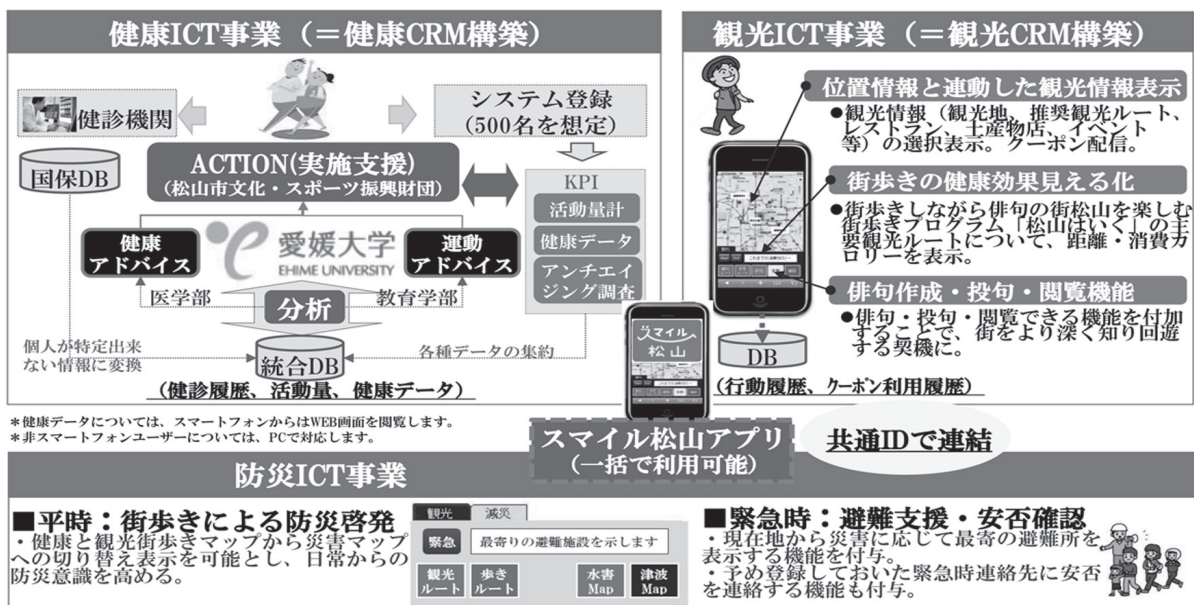 健康ICT事業（＝健康CRM構築）
健診機関
システム登録
(500名を想定)
国保DB
ACTION(実施支援)
(松山市文化・スポーツ振興財団)
KPI
活動量計
健康データ
アンチエイ
ジング調査
健康
アドバイス
愛媛大学
EHIME UNIVERSITY
運動
アドバイス
医学部
分析
教育学部
個人が特定出来
ない情報に変換
統合DB
各種データの集約
(健診履歴、活動量、健康データ)
＊健康データについては、スマートフォンからはWEB画面を閲覧します。
＊非スマートフォンユーザーについては、PCで対応します。
観光ICT事業（＝観光CRM構築）
位置情報と連動した観光情報表示
●観光情報（観光地、推奨観光ルート、
レストラン、土産物店、イベント
等）の選択表示。クーポン配信。
街歩きの健康効果見える化
●街歩きしながら俳句の街松山を楽しむ
街歩きプログラム「松山はいく」の主
要観光ルートについて、距離・消費カ
ロリーを表示。
俳句作成・投句・閲覧機能
●俳句・投句・閲覧できる機能を付加
することで、街をより深く知り回遊
する契機に。
DB
(行動履歴、クーポン利用履歴)
スマイル
松山
スマイル松山アプリ
(一括で利用可能)
共通IDで連結
防災ICT事業
■平時：街歩きによる防災啓発
・健康と観光街歩きマップから災害マップ
への切り替え表示を可能とし、日常からの
防災意識を高める。
観光
減災
緊急
最寄りの避難施設を示します
観光
ルート
歩き
ルート
水害
Map
津波
Map
■緊急時：避難支援・安否確認
・現在地から災害に応じて最寄の避難所を
表示する機能を付与。
・予め登録しておいた緊急時連絡先に安否
を連絡する機能も付与。